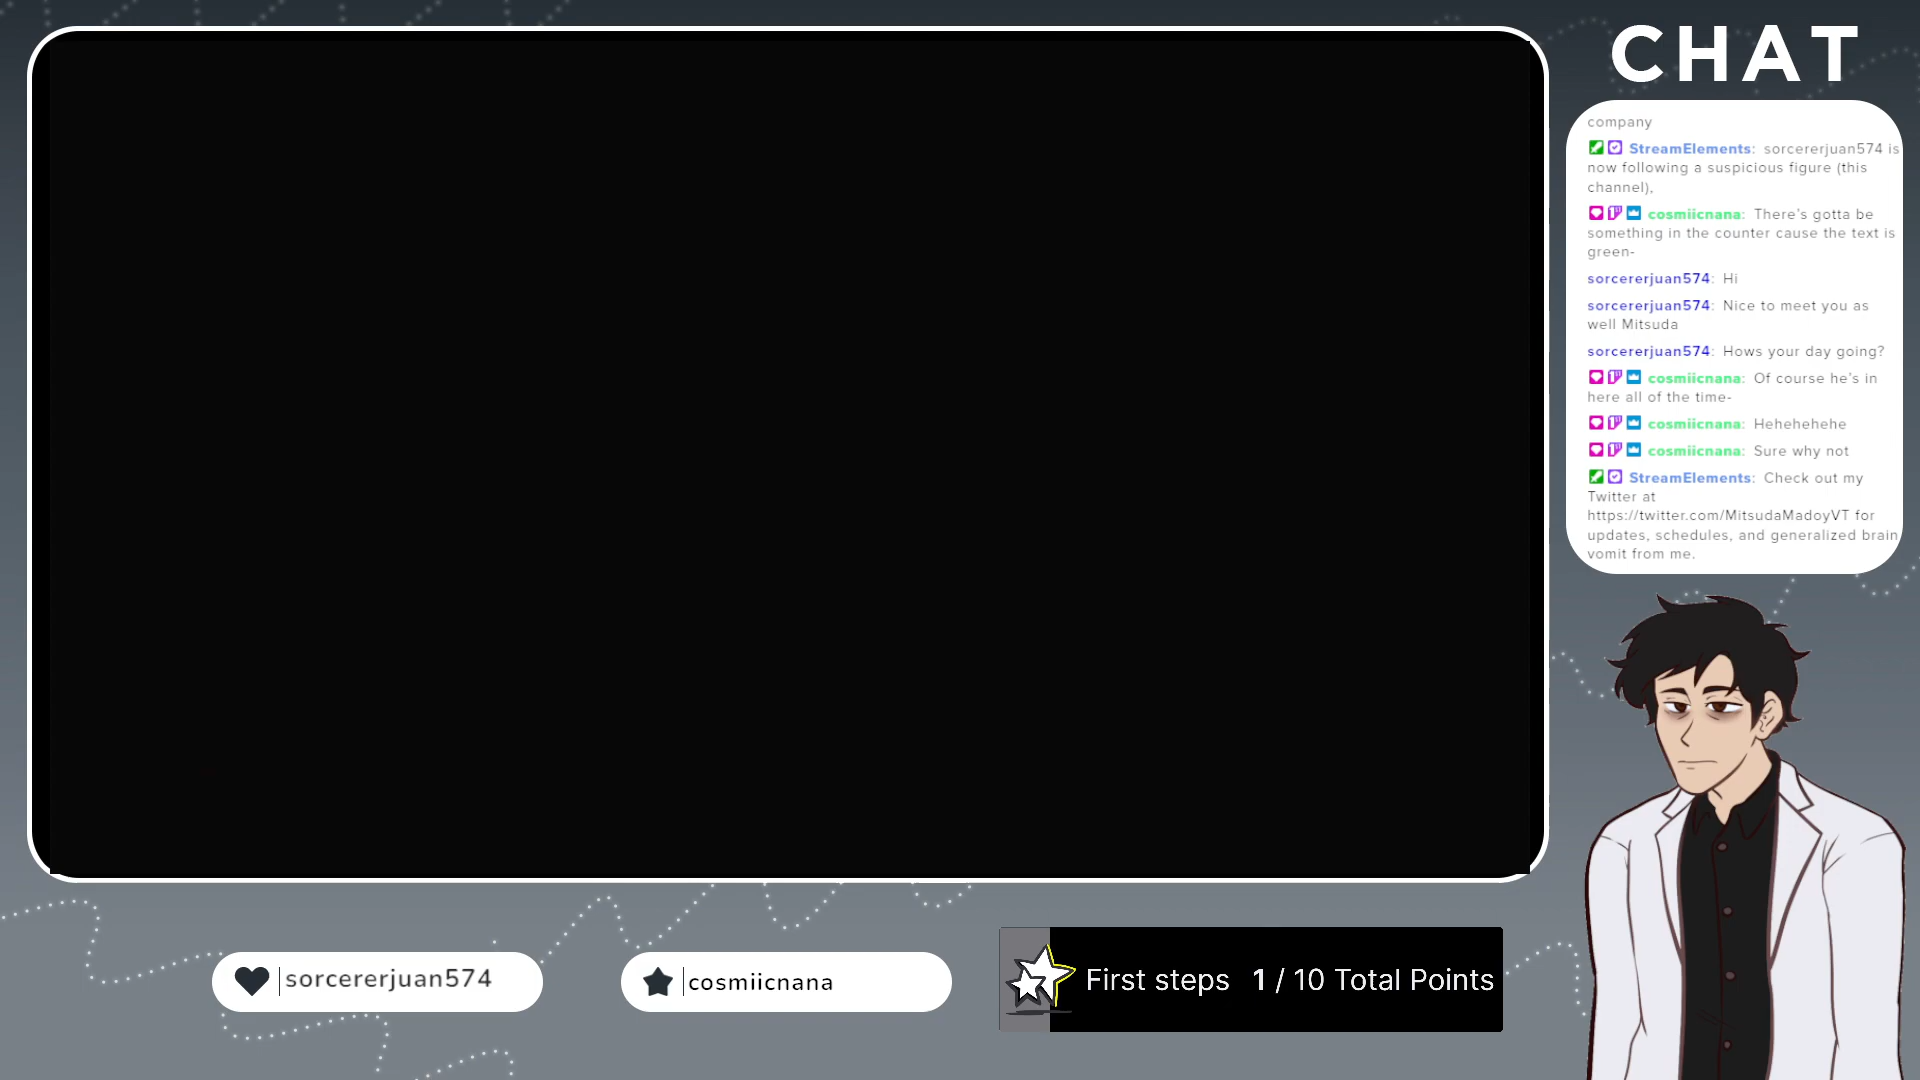 CHAT
company
StreamElements: sorcererjuan574 is
now following a suspicious figure (this
channel),
cosmiicnana: There's gotta be
something in the counter cause the text is
green-
sorcererjuan574: Hi
sorcererjuan574: Nice to meet you as
well Mitsuda
sorcererjuan574: Hows your day going?
cosmiicnana: Of course he's in
here all of the time-
cosmiicnana: Hehehehehe
cosmiicnana: Sure why not
StreamElements: Check out my
Twitter at
https://twitter.com/MitsudaMadoyVT for
updates, schedules, and generalized brain
vomit from me.
sorcererjuan574
cosmiicnana
First steps 1 / 10 Total Points